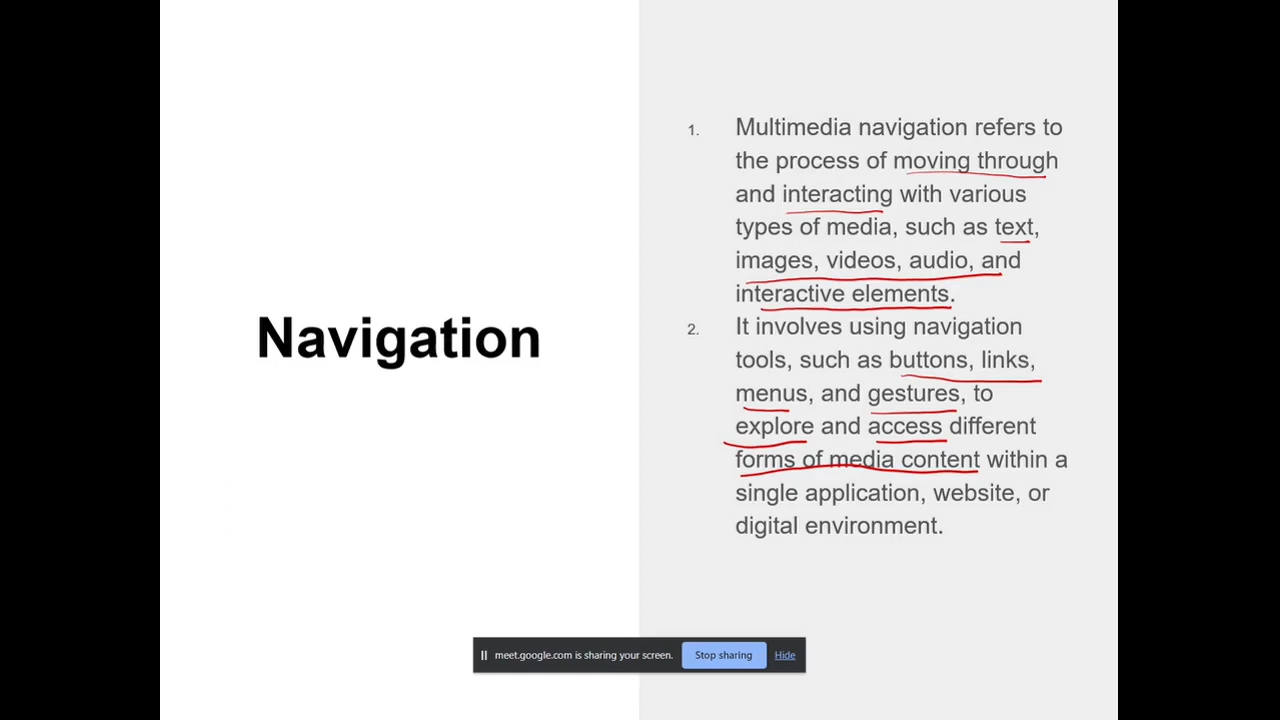 Navigation
1. Multimedia navigation refers to
the process of moving through
and interacting with various
types of media, such as text,
images, videos, audio, and
interactive elements.
2. It involves using navigation
tools, such as buttons, links,
menus, and gestures, to
explore and access different
forms of media content within a
single application, website, or
digital environment.
meet.google.com is sharing your screen. Stop sharing Hide